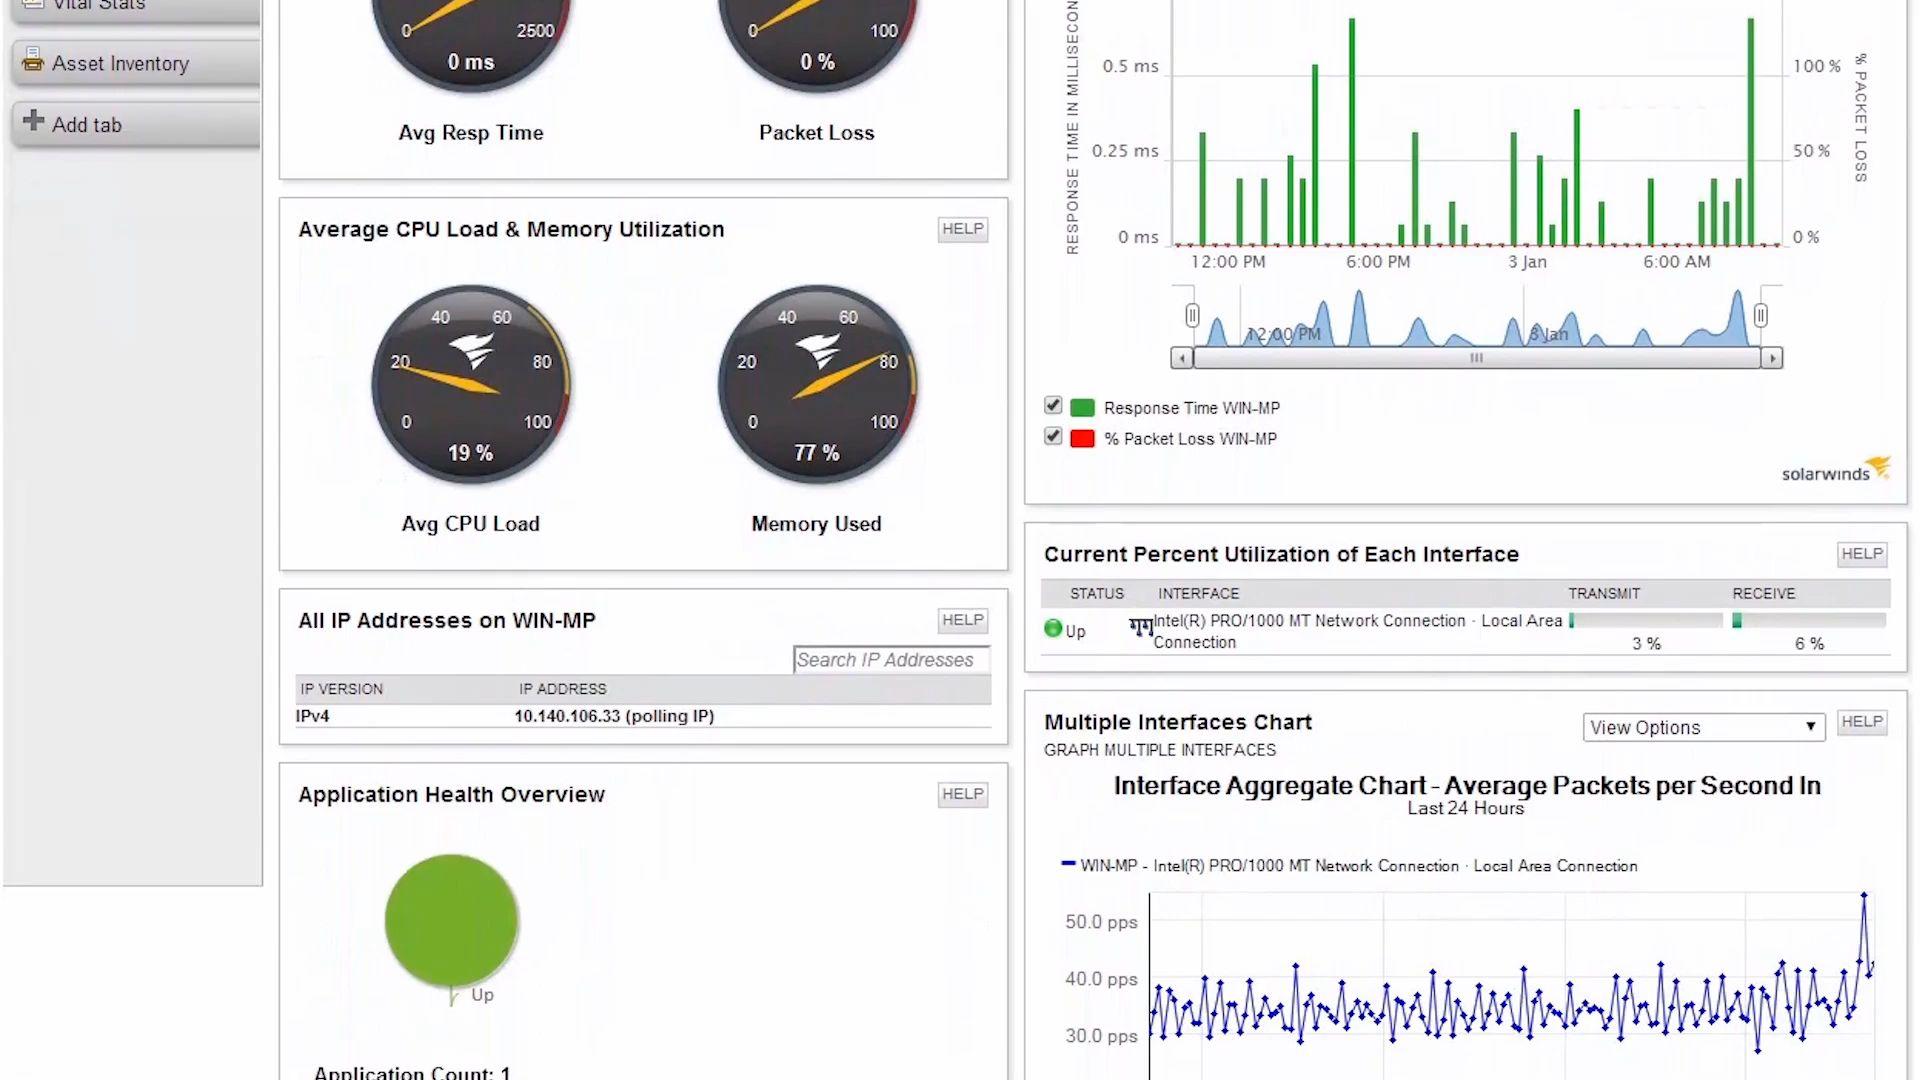 Vital Stats
Asset Inventory
Add tab
0
2500
0 ms
Avg Resp Time
0
100
0 %
Packet Loss
Average CPU Load & Memory Utilization
HELP
0
20
40
60
80
100
19 %
Avg CPU Load
0
20
40
60
80
100
77 %
Memory Used
All IP Addresses on WIN-MP
HELP
Search IP Addresses
IP VERSION IP ADDRESS
IPv4 10.140.106.33 (polling IP)
Application Health Overview
HELP
Up
Application Count: 1
RESPONSE TIME IN MILLISECON
0.5 ms
0.25 ms
0 ms
100 %
50 %
0 %
% PACKET LOSS
12:00 PM 6:00 PM 3 Jan 6:00 AM
12:00 PM 3 Jan
Response Time WIN-MP
% Packet Loss WIN-MP
solarwinds
Current Percent Utilization of Each Interface
HELP
STATUS INTERFACE TRANSMIT RECEIVE
Up Intel(R) PRO/1000 MT Network Connection · Local Area
Connection 3 % 6 %
Multiple Interfaces Chart
View Options
HELP
GRAPH MULTIPLE INTERFACES
Interface Aggregate Chart - Average Packets per Second In
Last 24 Hours
WIN-MP - Intel(R) PRO/1000 MT Network Connection · Local Area Connection
50.0 pps
40.0 pps
30.0 pps